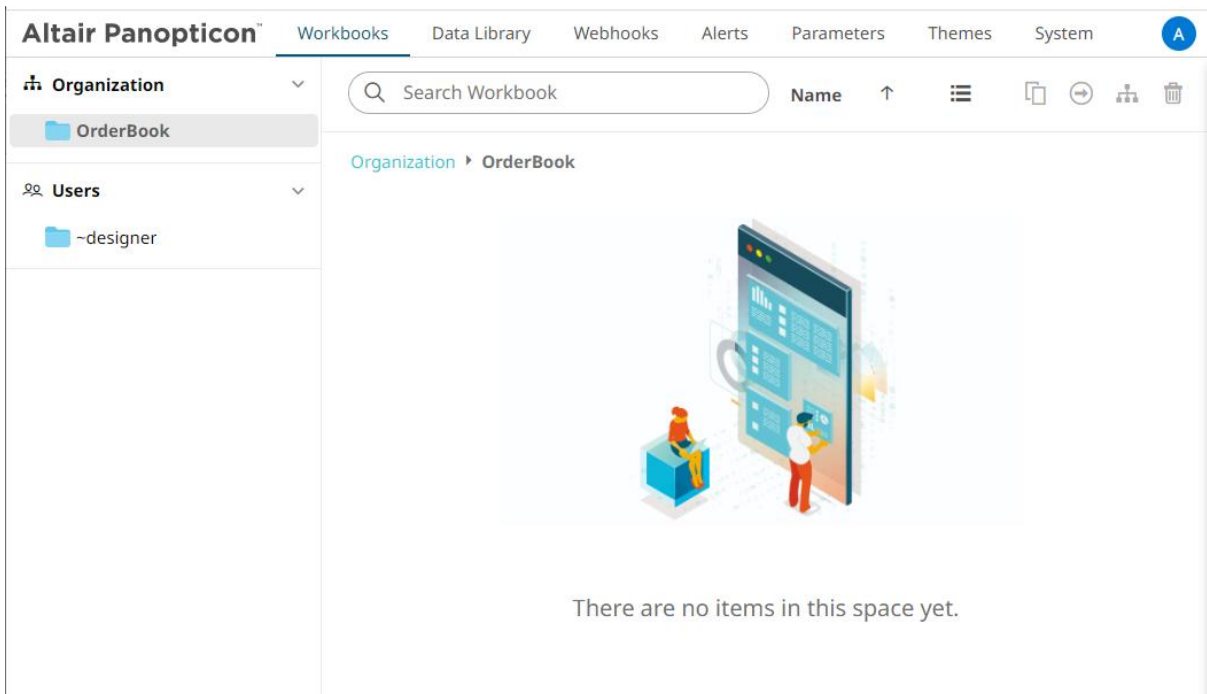 Altair Panopticon™ Workbooks Data Library Webhooks Alerts Parameters Themes System A
Organization
OrderBook
Users
~designer
Search Workbook Name ↑
Organization ▸ OrderBook
There are no items in this space yet.